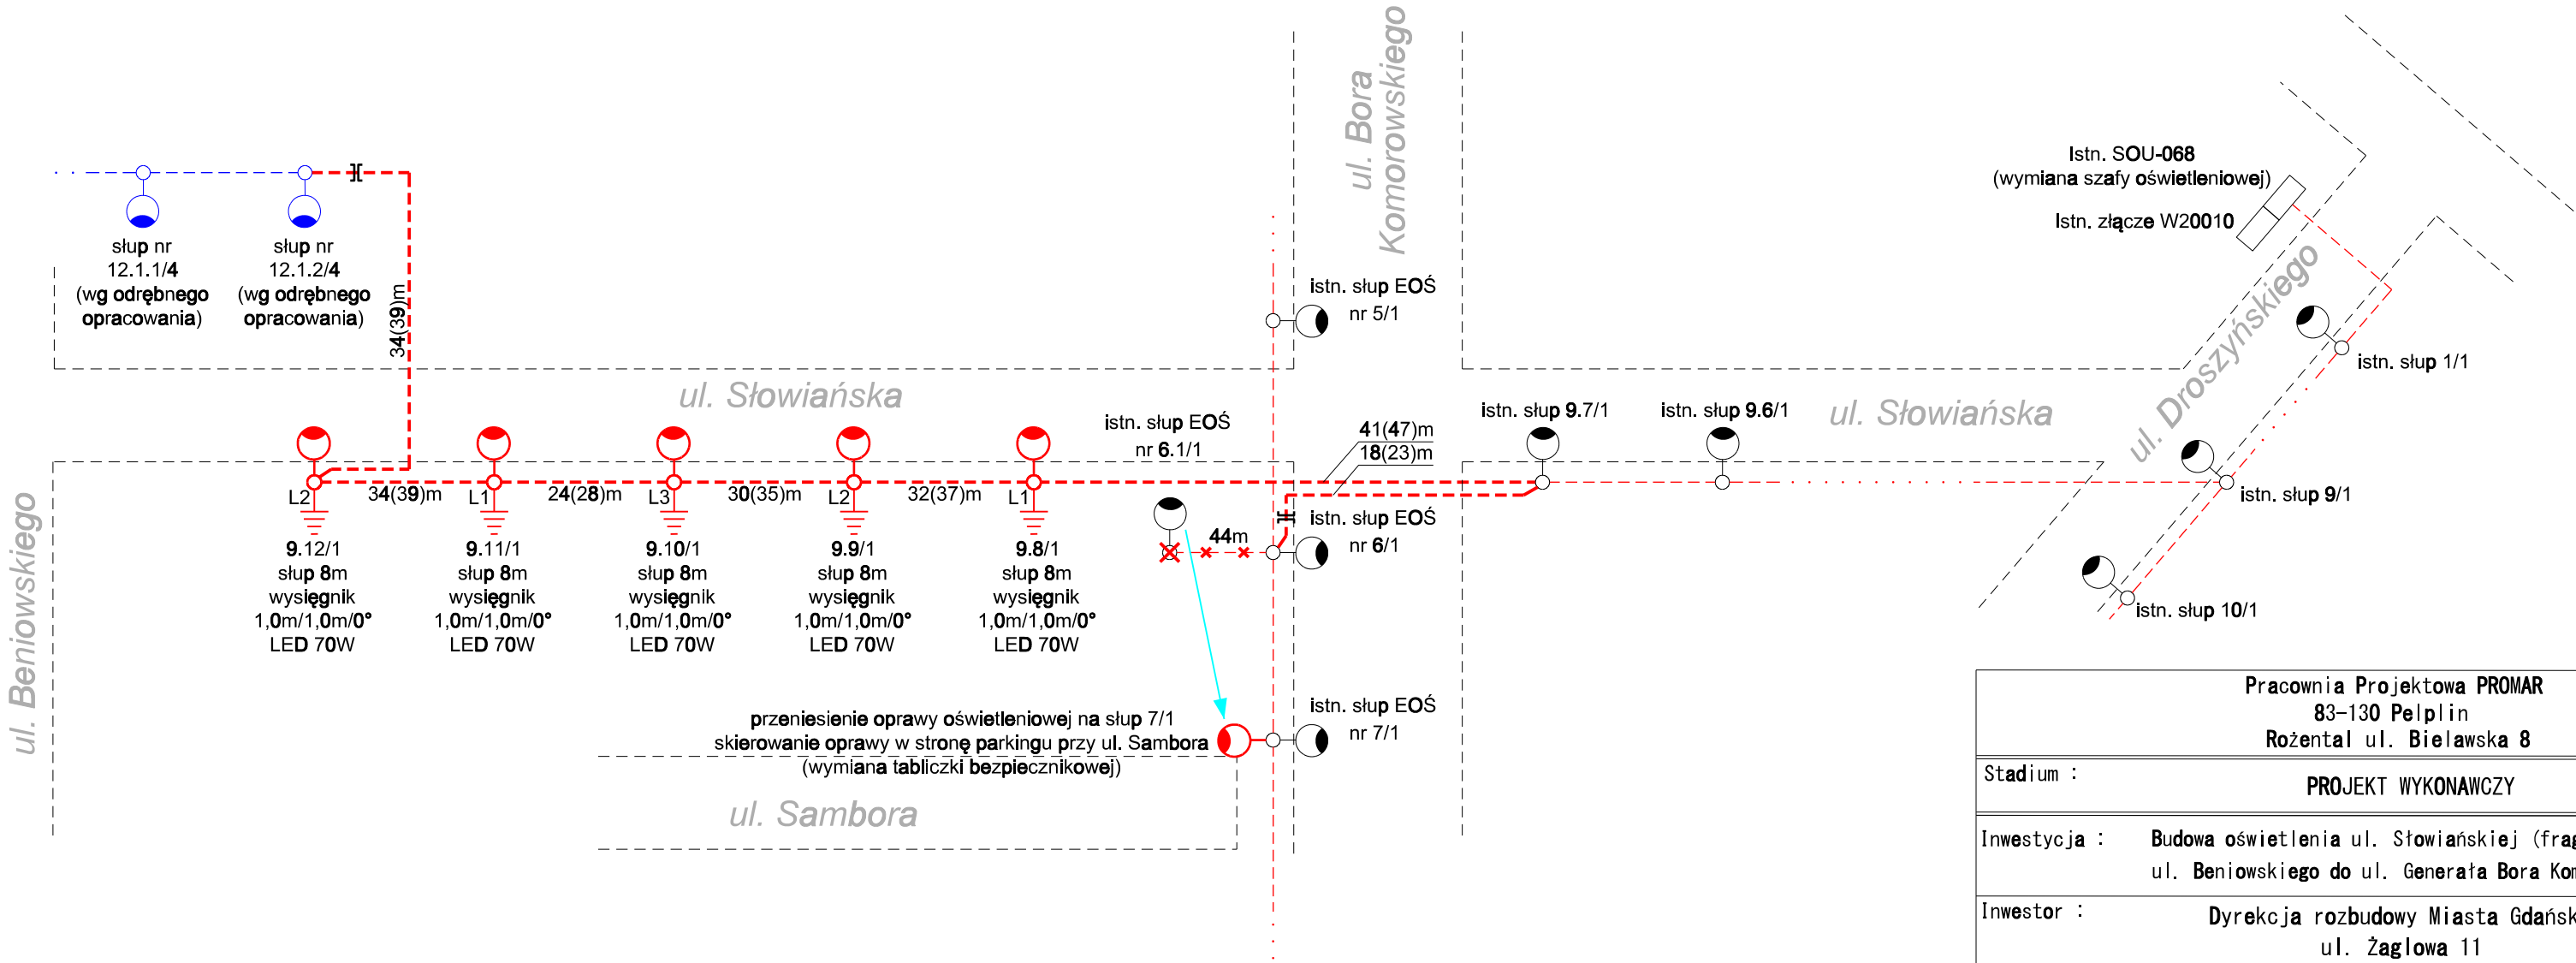 ul. Bora
Komorowskiego
Istn. SOU-068
(wymiana szafy oświetleniowej)
Istn. złącze W20010
ul. Droszyńskiego
słup nr
12.1.1/4
(wg odrębnego
opracowania)
słup nr
12.1.2/4
(wg odrębnego
opracowania)
34(39)m
istn. słup EOŚ
nr 5/1
istn. słup 1/1
ul. Słowiańska
istn. słup EOŚ
nr 6.1/1
41(47)m
18(23)m
istn. słup 9.7/1
istn. słup 9.6/1
ul. Słowiańska
istn. słup 9/1
istn. słup 10/1
ul. Beniowskiego
L2
34(39)m
L1
24(28)m
L3
30(35)m
L2
32(37)m
L1
44m
istn. słup EOŚ
nr 6/1
9.12/1
słup 8m
wysięgnik
1,0m/1,0m/0°
LED 70W
9.11/1
słup 8m
wysięgnik
1,0m/1,0m/0°
LED 70W
9.10/1
słup 8m
wysięgnik
1,0m/1,0m/0°
LED 70W
9.9/1
słup 8m
wysięgnik
1,0m/1,0m/0°
LED 70W
9.8/1
słup 8m
wysięgnik
1,0m/1,0m/0°
LED 70W
przeniesienie oprawy oświetleniowej na słup 7/1
skierowanie oprawy w stronę parkingu przy ul. Sambora
(wymiana tabliczki bezpiecznikowej)
istn. słup EOŚ
nr 7/1
ul. Sambora
Pracownia Projektowa PROMAR
83-130 Pelplin
Rożental ul. Bielawska 8
Stadium :
PROJEKT WYKONAWCZY
Inwestycja :
Budowa oświetlenia ul. Słowiańskiej (frag
ul. Beniowskiego do ul. Generała Bora Kom
Inwestor :
Dyrekcja rozbudowy Miasta Gdańsk
ul. Żaglowa 11